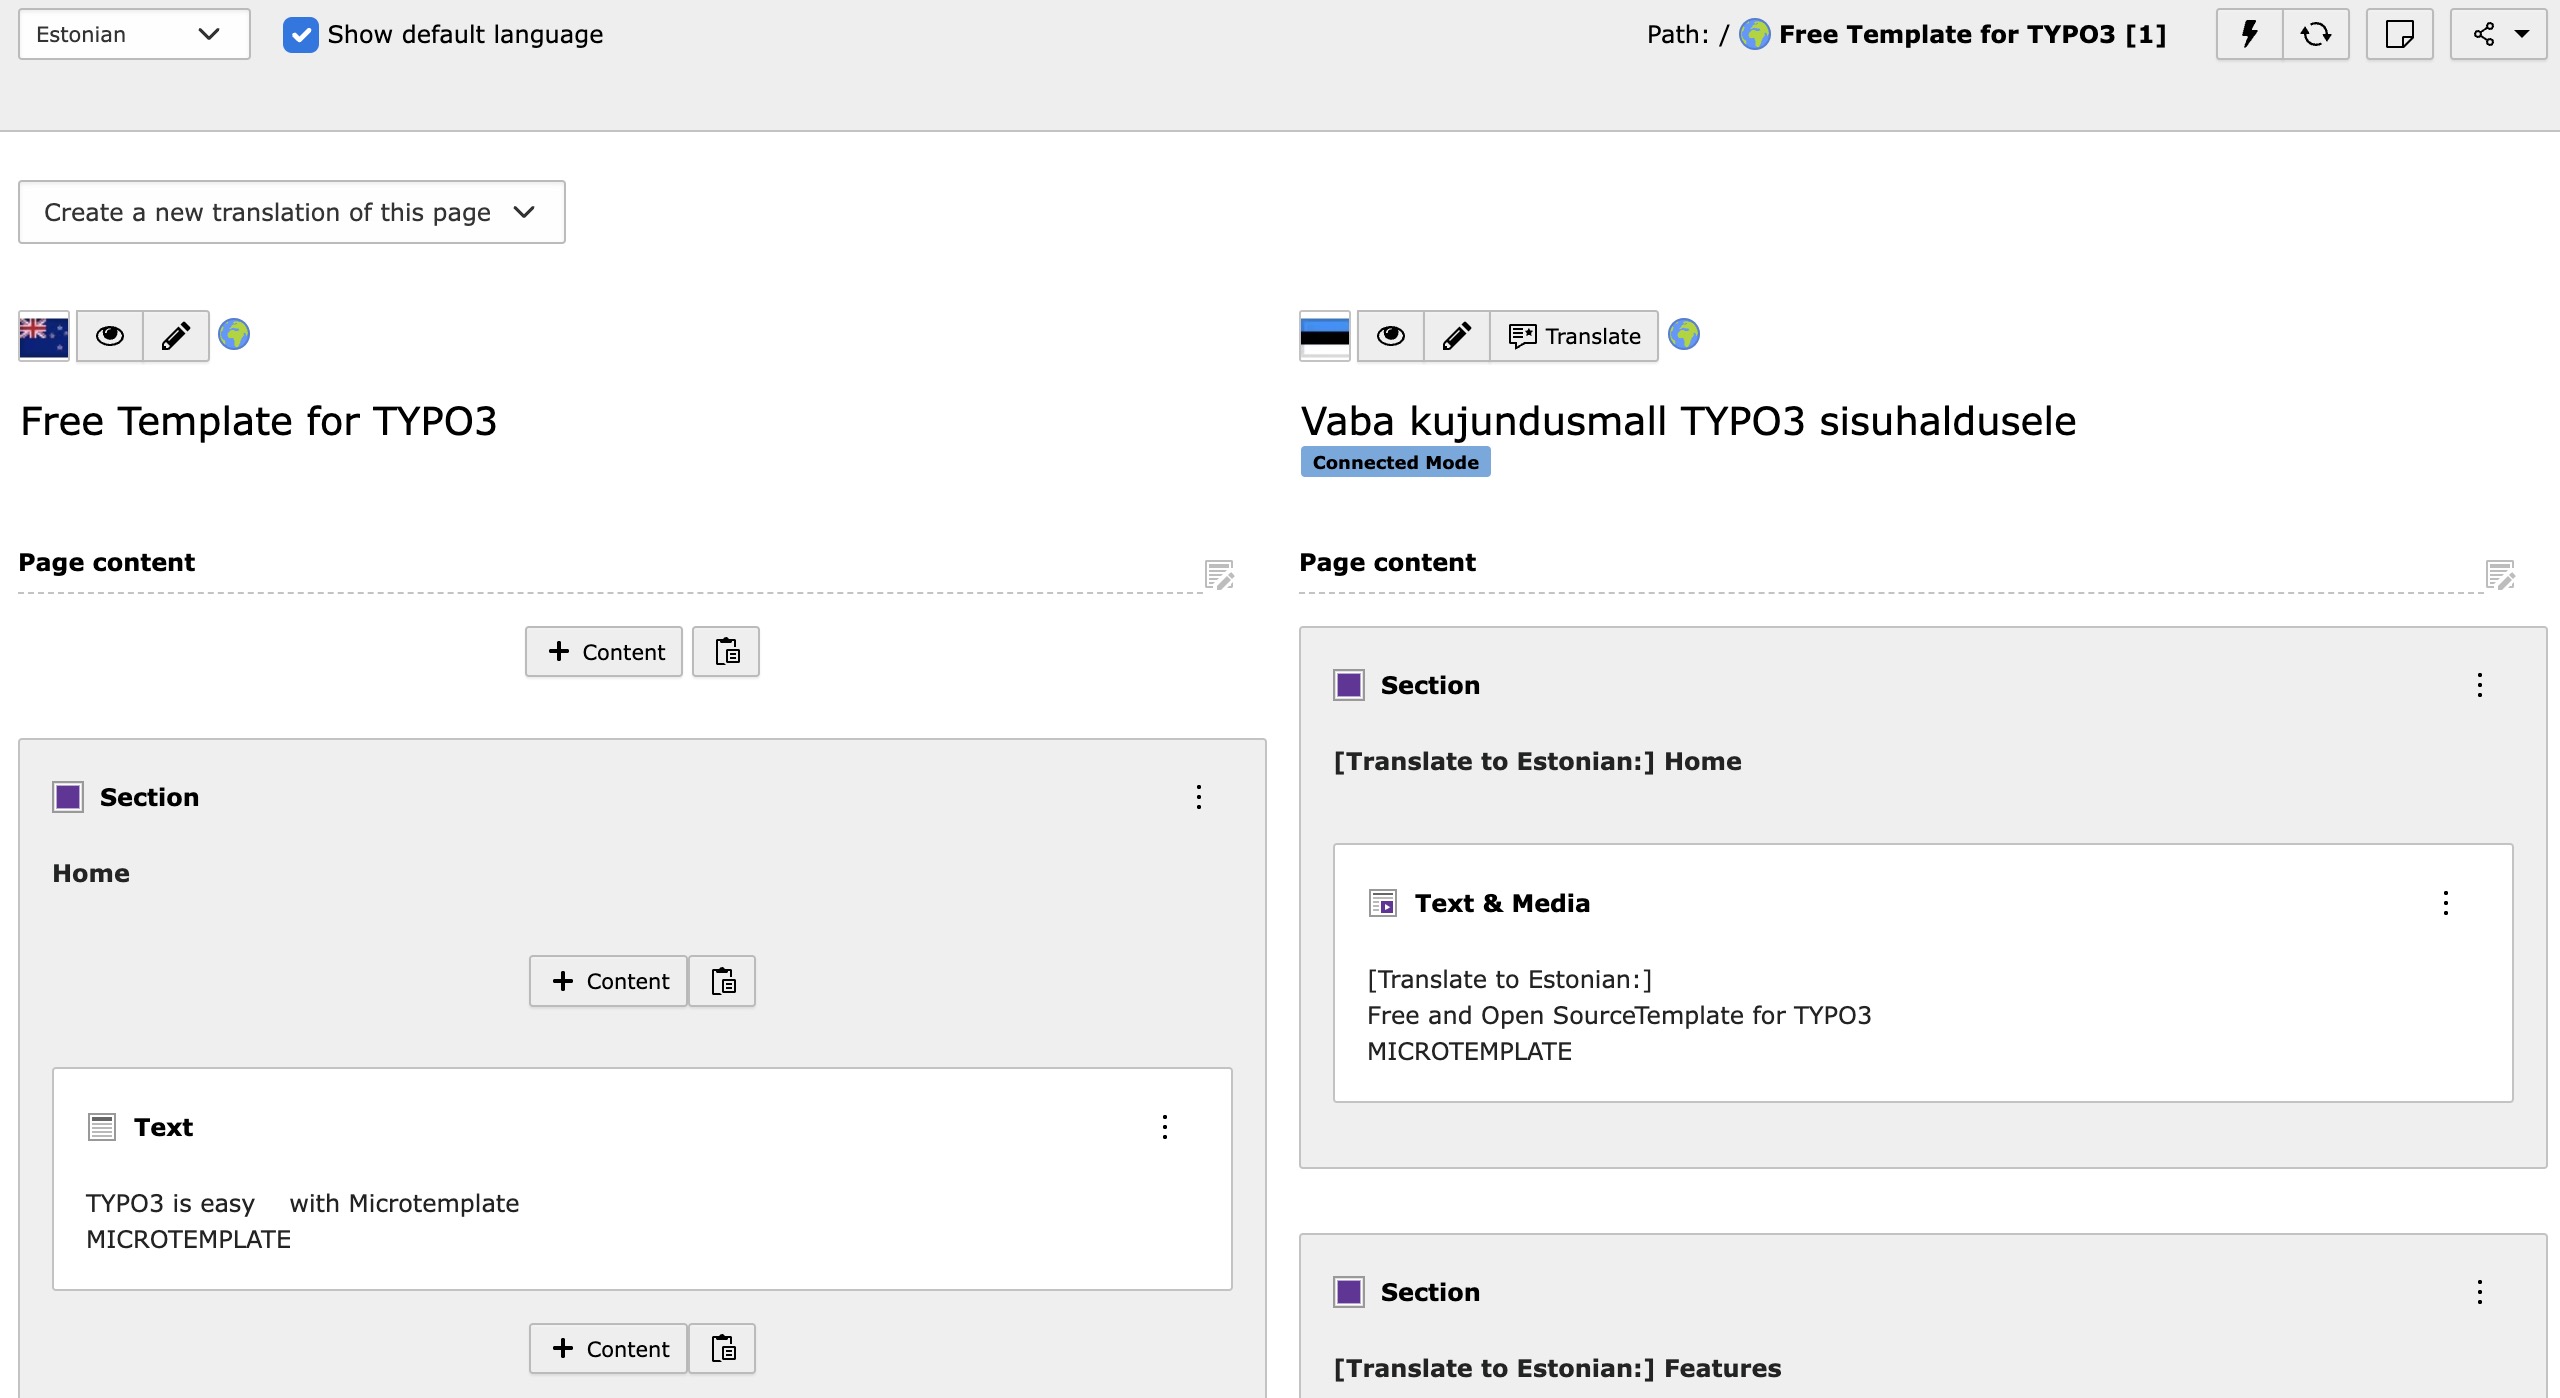 Estonian
Show default language
Path: / Free Template for TYPO3 [1]
Create a new translation of this page
Free Template for TYPO3
Page content
+ Content
Section
Home
+ Content
Text
TYPO3 is easy with Microtemplate
MICROTEMPLATE
+ Content
Translate
Vaba kujundusmall TYPO3 sisuhaldusele
Connected Mode
Page content
Section
[Translate to Estonian:] Home
Text & Media
[Translate to Estonian:]
Free and Open SourceTemplate for TYPO3
MICROTEMPLATE
Section
[Translate to Estonian:] Features